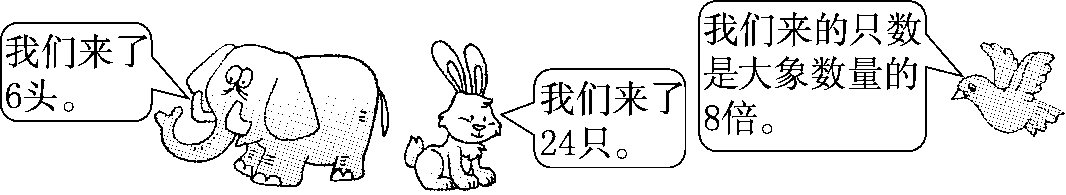 我们来了
6头。
我们来了
24只。
我们来的只数
是大象数量的
8倍。